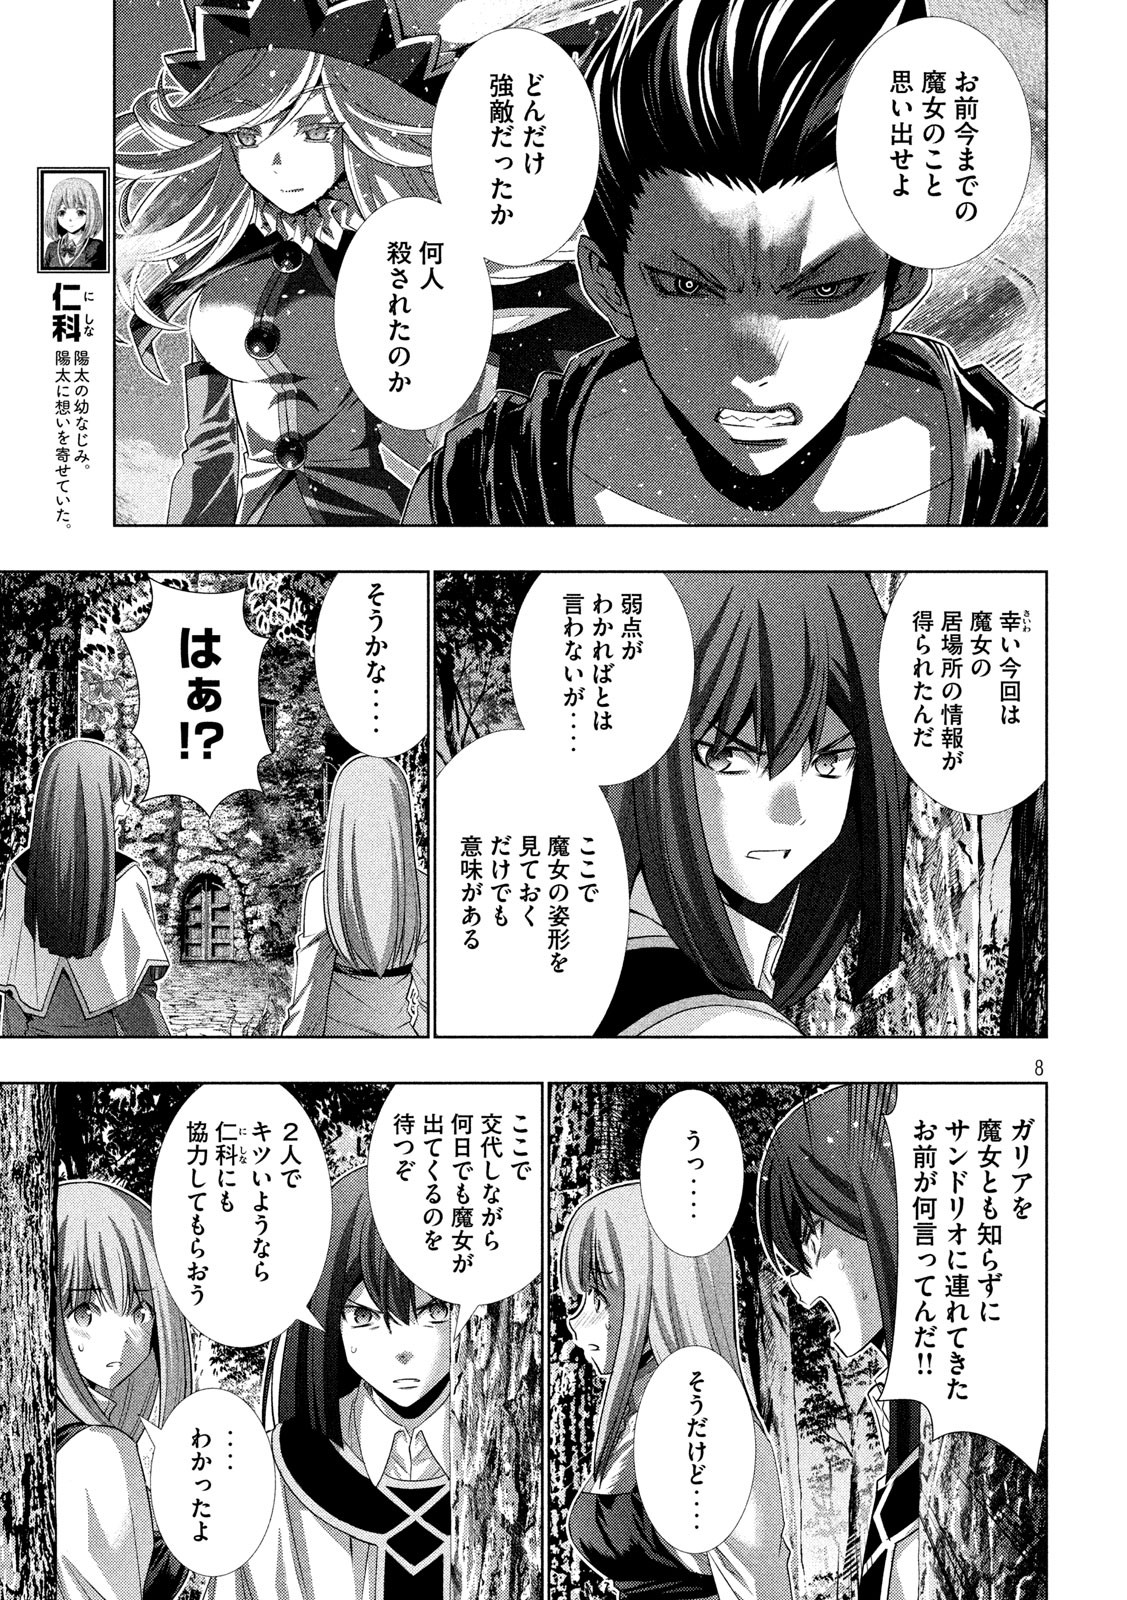 お前今までの
魔女のこと
思い出せよ
どんだけ
強敵だったか
何人
殺されたのか
仁科
にしな
陽太の幼なじみ。
陽太に想いを寄せていた。
幸い今回は
さいわ
魔女の
居場所の情報が
得られたんだ
弱点が
わかればとは
言わないが‥‥
ここで
魔女の姿形を
見ておく
だけでも
意味がある
そうかな‥‥
はぁ!?
8
ガリアを
魔女とも知らずに
サンドリオに連れてきた
お前が何言ってんだ!!
うっ‥‥
そうだけど‥‥
ここで
交代しながら
何日でも魔女が
出てくるのを
待つぞ
2人で
キツいようなら
仁科にも
にしな
協力してもらおう
‥‥
わかったよ